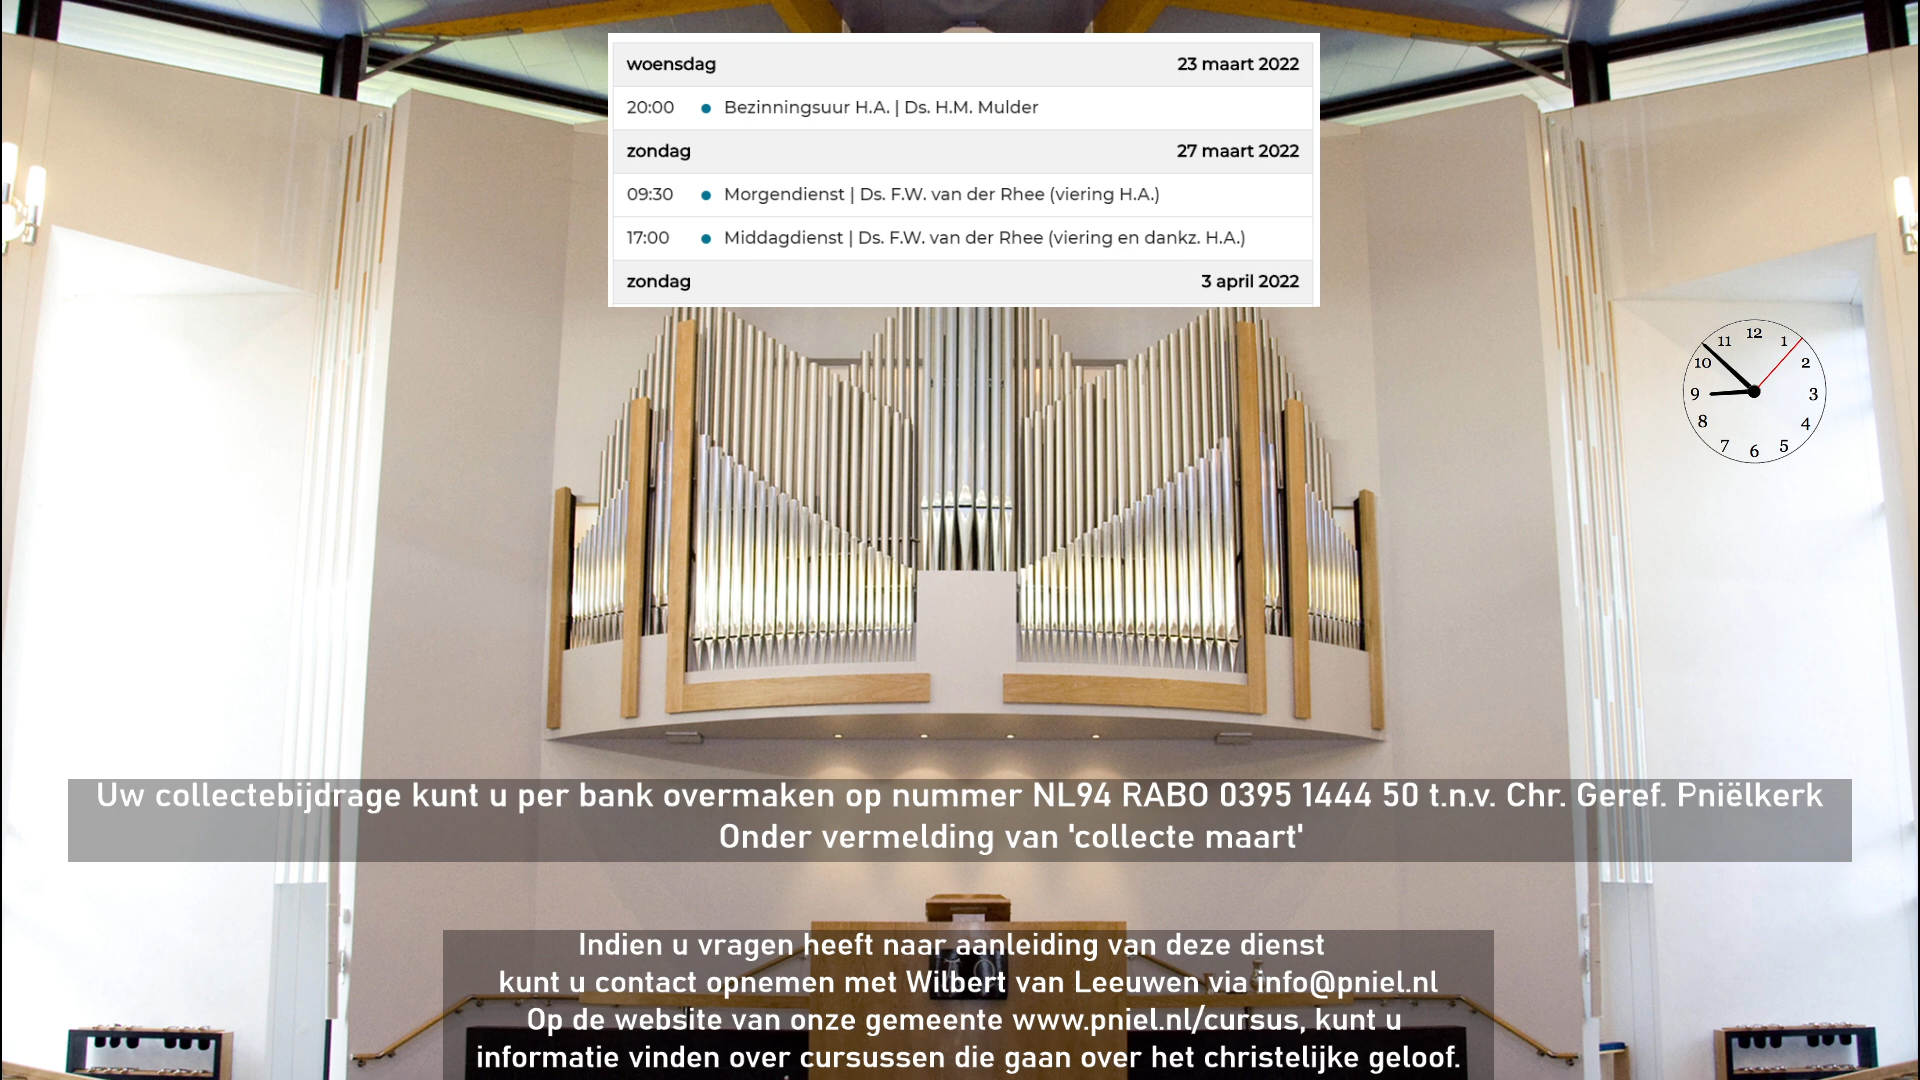 woensdag 23 maart 2022
20:00 Bezinningsuur H.A. | Ds. H.M. Mulder
zondag 27 maart 2022
09:30 Morgendienst | Ds. F.W. van der Rhee (viering H.A.)
17:00 Middagdienst | Ds. F.W. van der Rhee (viering en dankz. H.A.)
zondag 3 april 2022
12
1
2
3
4
5
6
7
8
9
10
11
Uw collectebijdrage kunt u per bank overmaken op nummer NL94 RABO 0395 1444 50 t.n.v. Chr. Geref. Pniëlkerk
Onder vermelding van 'collecte maart'
Indien u vragen heeft naar aanleiding van deze dienst
kunt u contact opnemen met Wilbert van Leeuwen via info@pniel.nl
Op de website van onze gemeente www.pniel.nl/cursus, kunt u
informatie vinden over cursussen die gaan over het christelijke geloof.